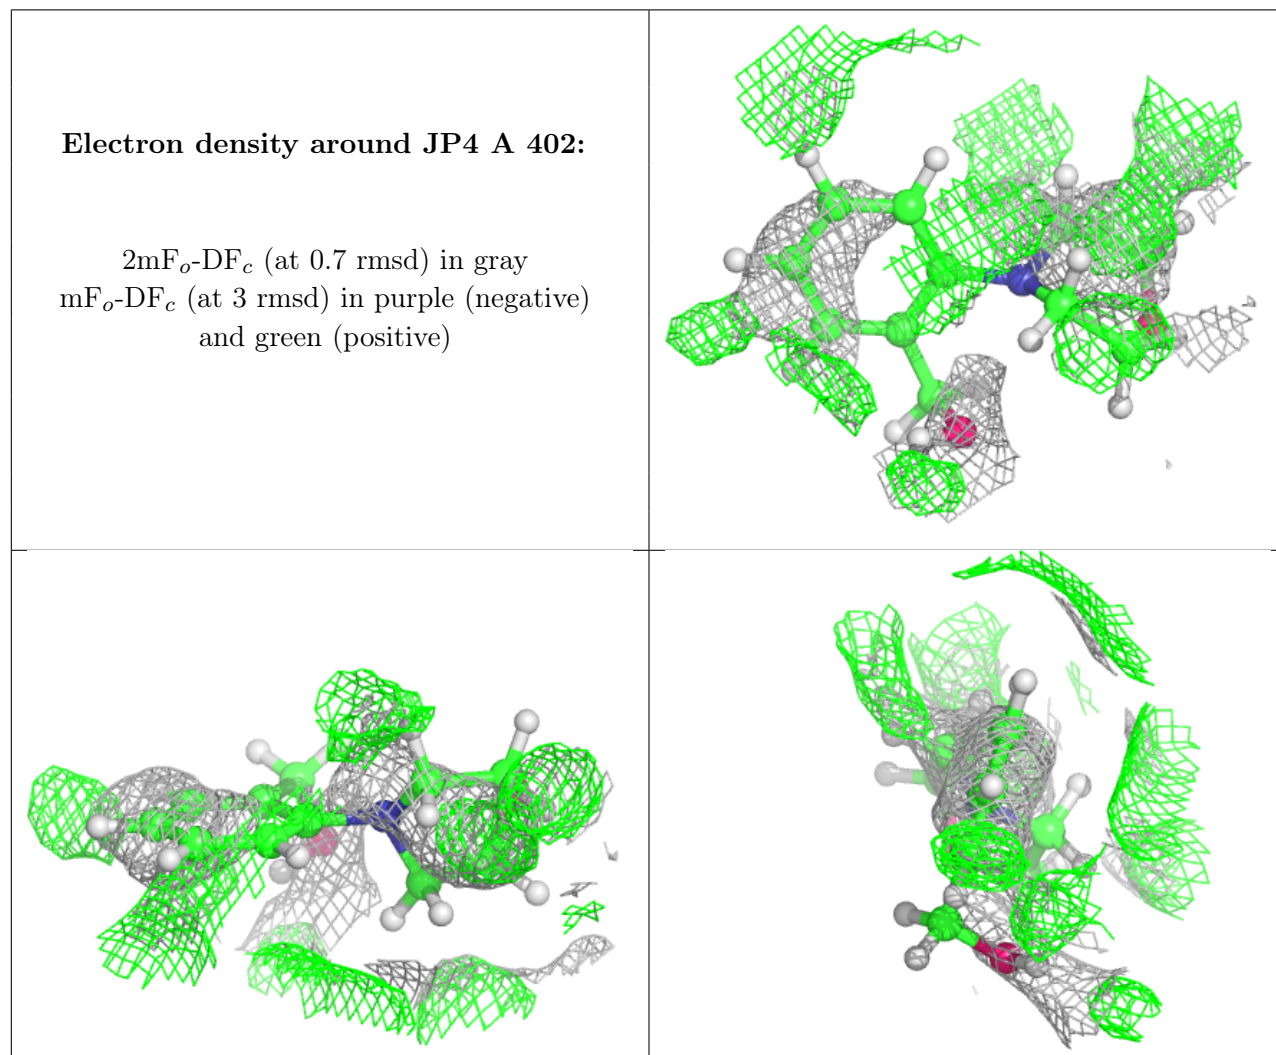 Electron density around JP4 A 402:
2mFo-DFc (at 0.7 rmsd) in gray
mFo-DFc (at 3 rmsd) in purple (negative)
and green (positive)